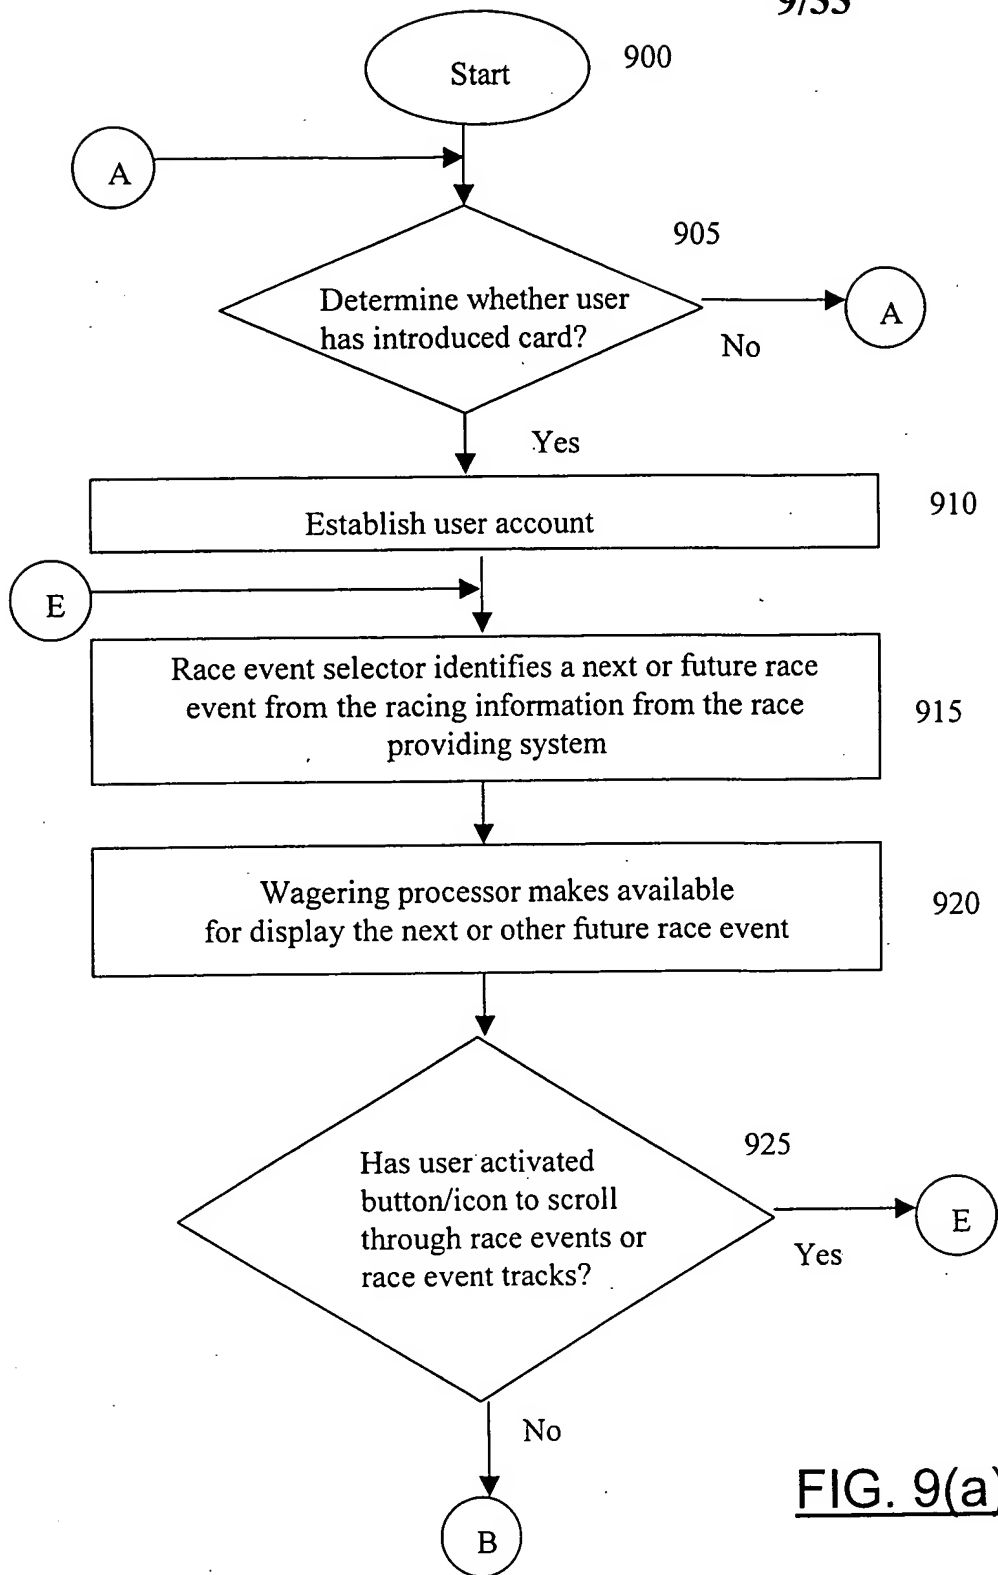 9/33
Start
900
A
905
Determine whether user
has introduced card?
A
No
Yes
Establish user account
910
E
Race event selector identifies a next or future race
event from the racing information from the race
providing system
915
Wagering processor makes available
for display the next or other future race event
920
925
Has user activated
button/icon to scroll
through race events or
race event tracks?
E
Yes
No
FIG. 9(a)
B